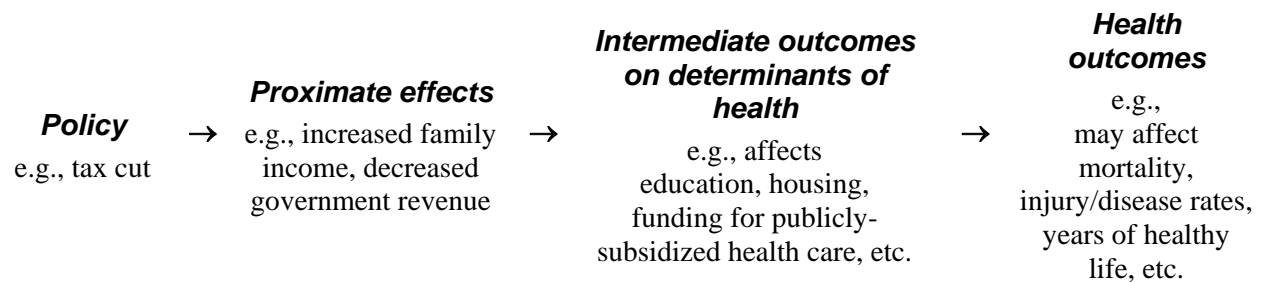 Policy
e.g., tax cut
→
Proximate effects
e.g., increased family
income, decreased
government revenue
→
Intermediate outcomes
on determinants of
health
e.g., affects
education, housing,
funding for publicly-
subsidized health care, etc.
→
Health
outcomes
e.g.,
may affect
mortality,
injury/disease rates,
years of healthy
life, etc.